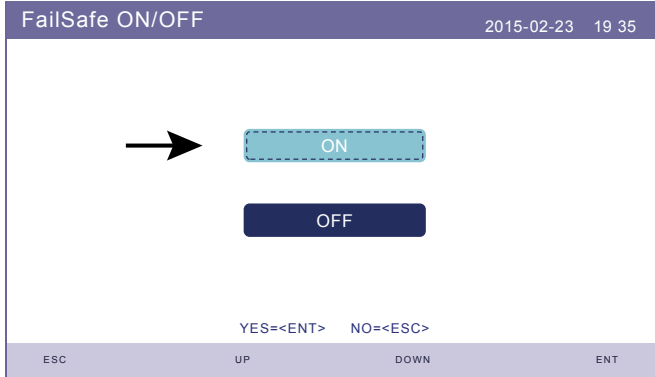 FailSafe ON/OFF 2015-02-23 19 35
ON
OFF
YES=<ENT> NO=<ESC>
ESC UP DOWN ENT